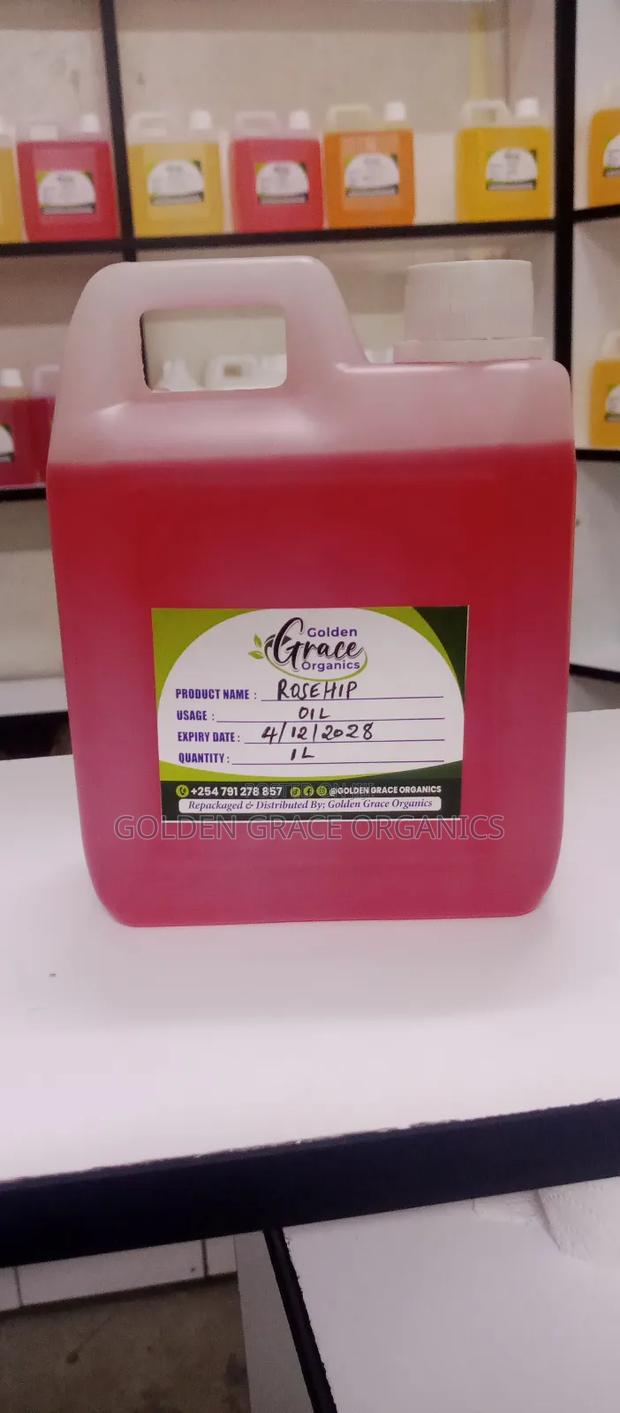 Golden
Grace
Organics
PRODUCT NAME : ROSEHIP
USAGE : OIL
EXPIRY DATE : 4/12/2028
QUANTITY : 1L
+254 791 278 857 @GOLDEN GRACE ORGANICS
Repackaged & Distributed By; Golden Grace Organics
GOLDEN GRACE ORGANICS